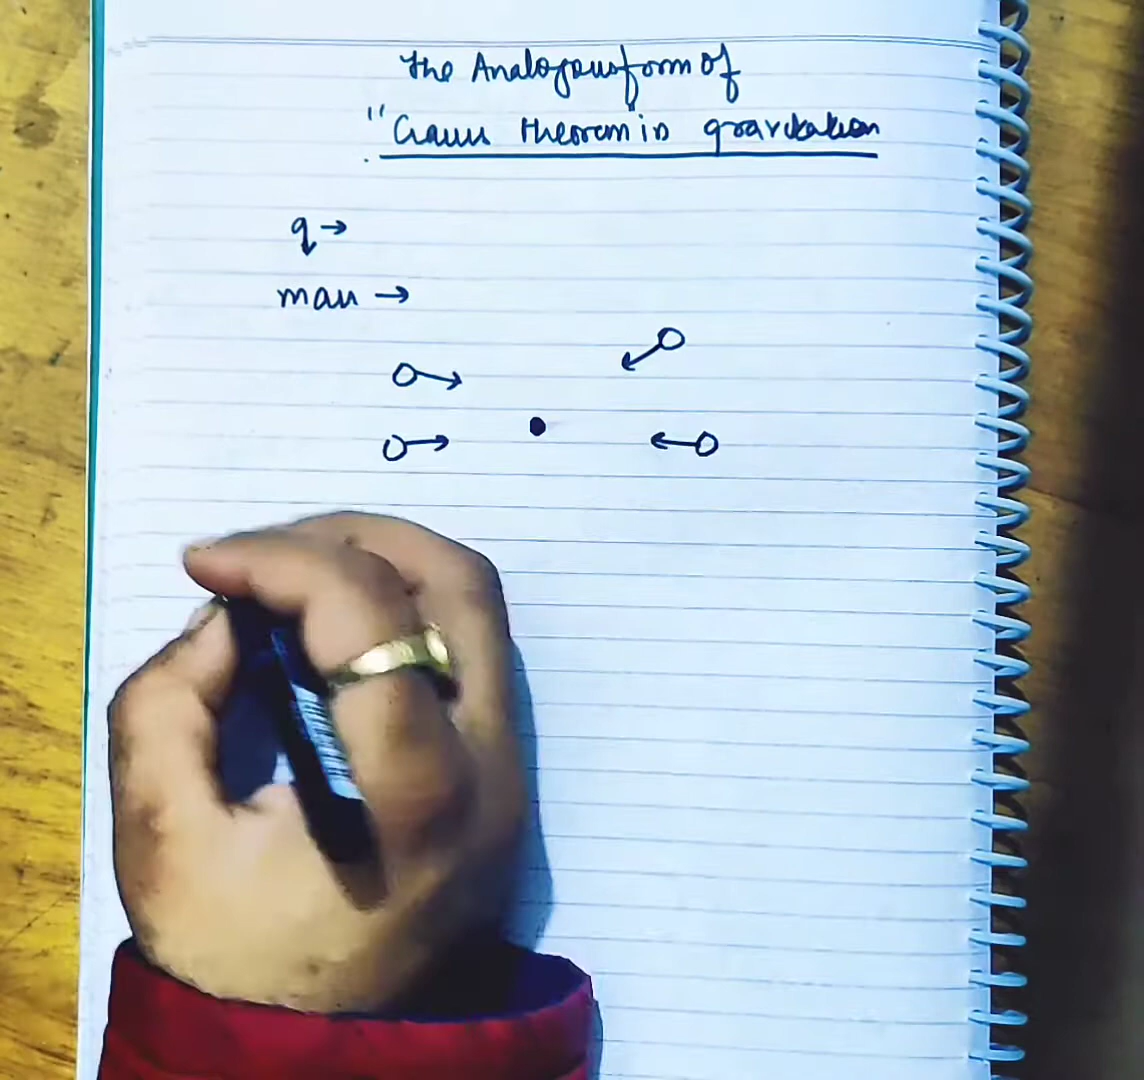 the Analogous form of
"Gauss theorem in gravitation
q →
mass →